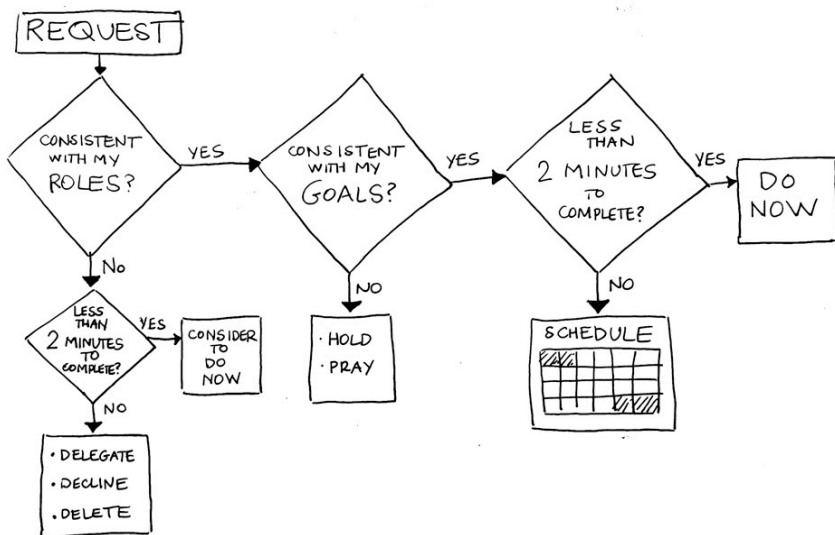 REQUEST
CONSISTENT
WITH MY
ROLES?
YES
CONSISTENT
WITH MY
GOALS?
YES
LESS
THAN
2 MINUTES
TO
COMPLETE?
YES
DO
NOW
NO
LESS
THAN
2 MINUTES
TO
COMPLETE?
YES
CONSIDER
TO
DO
NOW
NO
· HOLD
· PRAY
NO
SCHEDULE
NO
· DELEGATE
· DECLINE
· DELETE